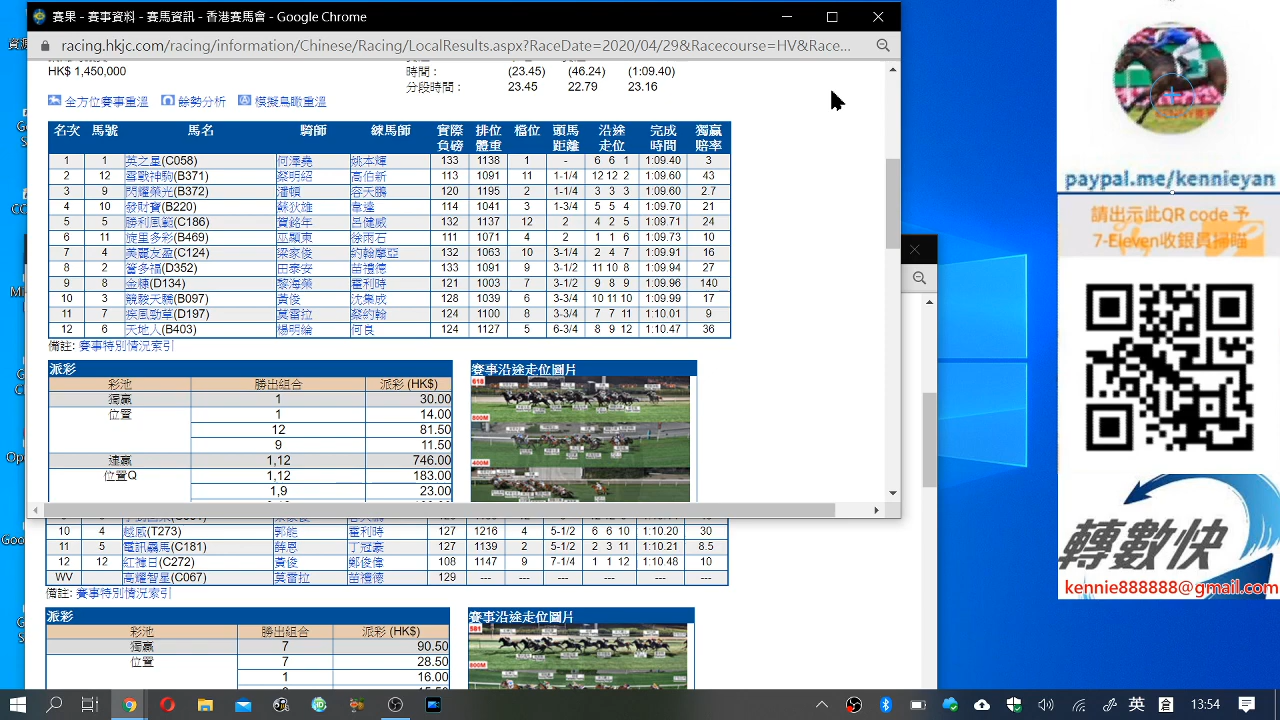 賽果 - 賽事資料 - 賽馬資訊 - 香港賽馬會 - Google Chrome
racing.hkjc.com/racing/information/Chinese/Racing/LocalResults.aspx?RaceDate=2020/04/29&Racecourse=HV&Race...
HK$ 1,450,000 時間 : (23.45) (46.24) (1:09.40)
分段時間 : 23.45 22.79 23.16
全方位賽事重溫 餘勢分析 模擬鳥瞰重溫
名次 馬號 馬名 騎師 練馬師 實際負磅 排位體重 檔位 頭馬距離 沿途走位 完成時間 獨贏賠率
1 1 英之星(C058) 何澤堯 姚本輝 133 1138 1 - 6 6 1 1:09.40 3
2 12 雪獸神駒(B371) 蔡明紹 高伯新 113 1091 11 1-1/4 12 12 2 1:09.60 43
3 9 閃耀榮光(B372) 潘頓 容天鵬 120 1191 2 1-1/4 3 3 3 1:09.60 2.7
4 10 發財寶(B220) 蘇狄雄 韋達 114 1041 3 1-3/4 5 5 4 1:09.70 21
5 5 勝利風範(C186) 賀銘年 呂健威 132 1137 12 2 4 2 5 1:09.71 24
6 11 旋里多彩(B469) 巫顯東 徐雨石 111 1071 4 2 1 1 6 1:09.73 10
7 4 美麗友盈(C124) 梁家俊 約翰摩亞 132 1063 10 3-1/4 2 4 7 1:09.91 16
8 2 響多福(D352) 田泰安 苗禮德 133 1091 9 3-1/2 11 10 8 1:09.94 27
9 8 金糠(D134) 黎海榮 霍利時 121 1003 7 3-1/2 9 8 9 1:09.96 140
10 3 競駿天驕(B097) 黃俊 沈集成 128 1039 6 3-3/4 10 11 10 1:09.99 17
11 7 疾風勁草(D197) 莫雷拉 蔡約翰 124 1100 8 3-3/4 7 7 11 1:10.01 9
12 6 天地人(B403) 楊明綸 何良 124 1127 5 6-3/4 8 9 12 1:10.47 36
備註: 賽事特別情況索引
派彩 賽事沿途走位圖片
彩池 勝出組合 派彩 (HK$)
獨贏 1 30.00
位置 1 14.00
12 81.50
9 11.50
連贏 1,12 746.00
位置Q 1,12 183.00
1,9 23.00
618
800M
400M
10 4 戲威(T273) 郭能 霍利時 127 1216 4 5-1/2 6 6 10 1:10.20 30
11 5 電訊驫馬(C181) 薛恩 丁冠豪 127 1139 2 5-1/2 2 3 11 1:10.21 8.5
12 12 紅德日(C272) 黃俊 鄭俊偉 108 1147 9 7-1/4 1 1 12 1:10.48 10
WV 高耀智星(C067) 莫雷拉 苗禮德 129 --- --- --- --- --- ---
備註: 賽事特別情況索引
派彩 賽事沿途走位圖片
彩池 勝出組合 派彩 (HK$)
獨贏 7 90.50
位置 7 28.50
1 16.00
581
800M
paypal.me/kennieyan
請出示此QR code 予
7-Eleven收銀員掃瞄
轉數快
kennie888888@gmail.com
英
13:54